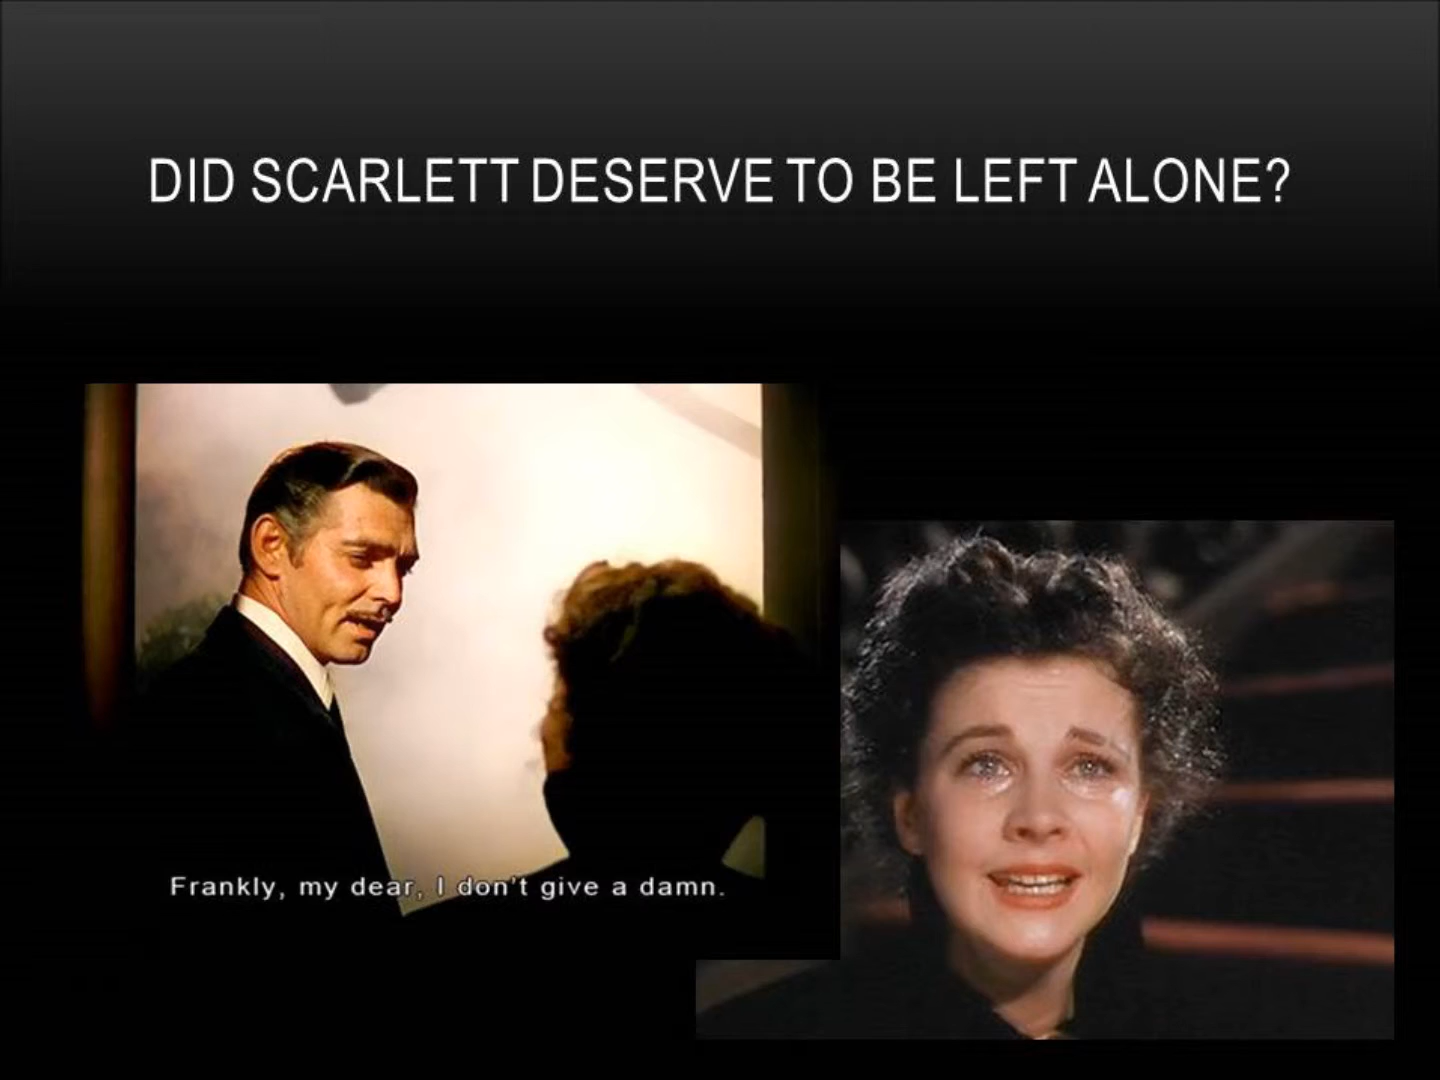 DID SCARLETT DESERVE TO BE LEFT ALONE?
Frankly, my dear, I don't give a damn.